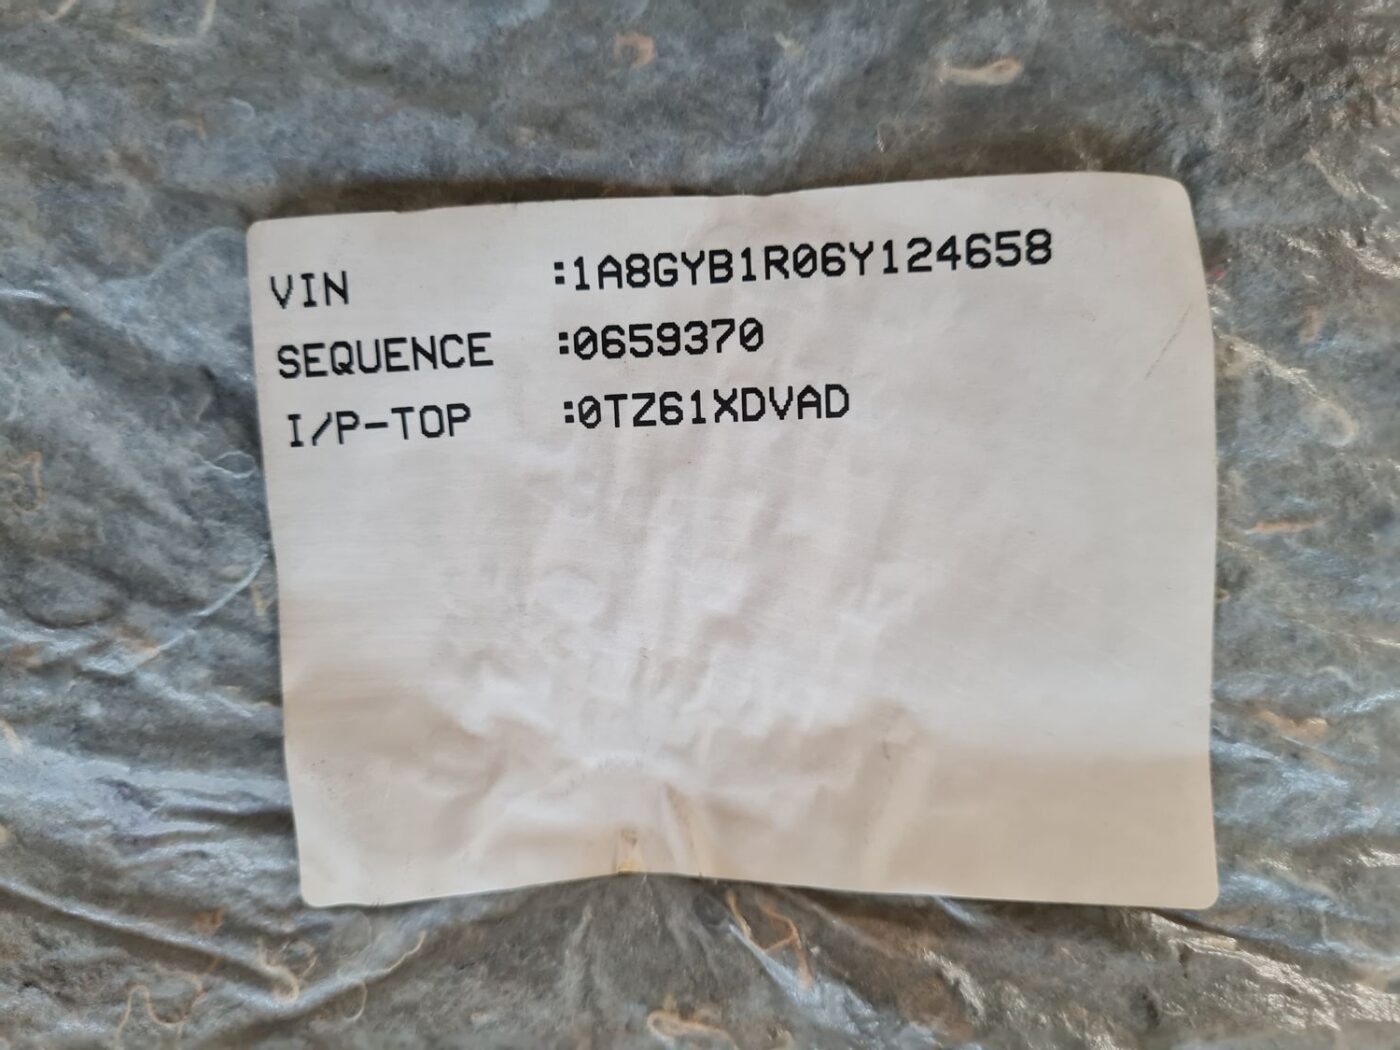 VIN :1A8GYB1R06Y124658
SEQUENCE :0659370
I/P-TOP :0TZ61XDVAD